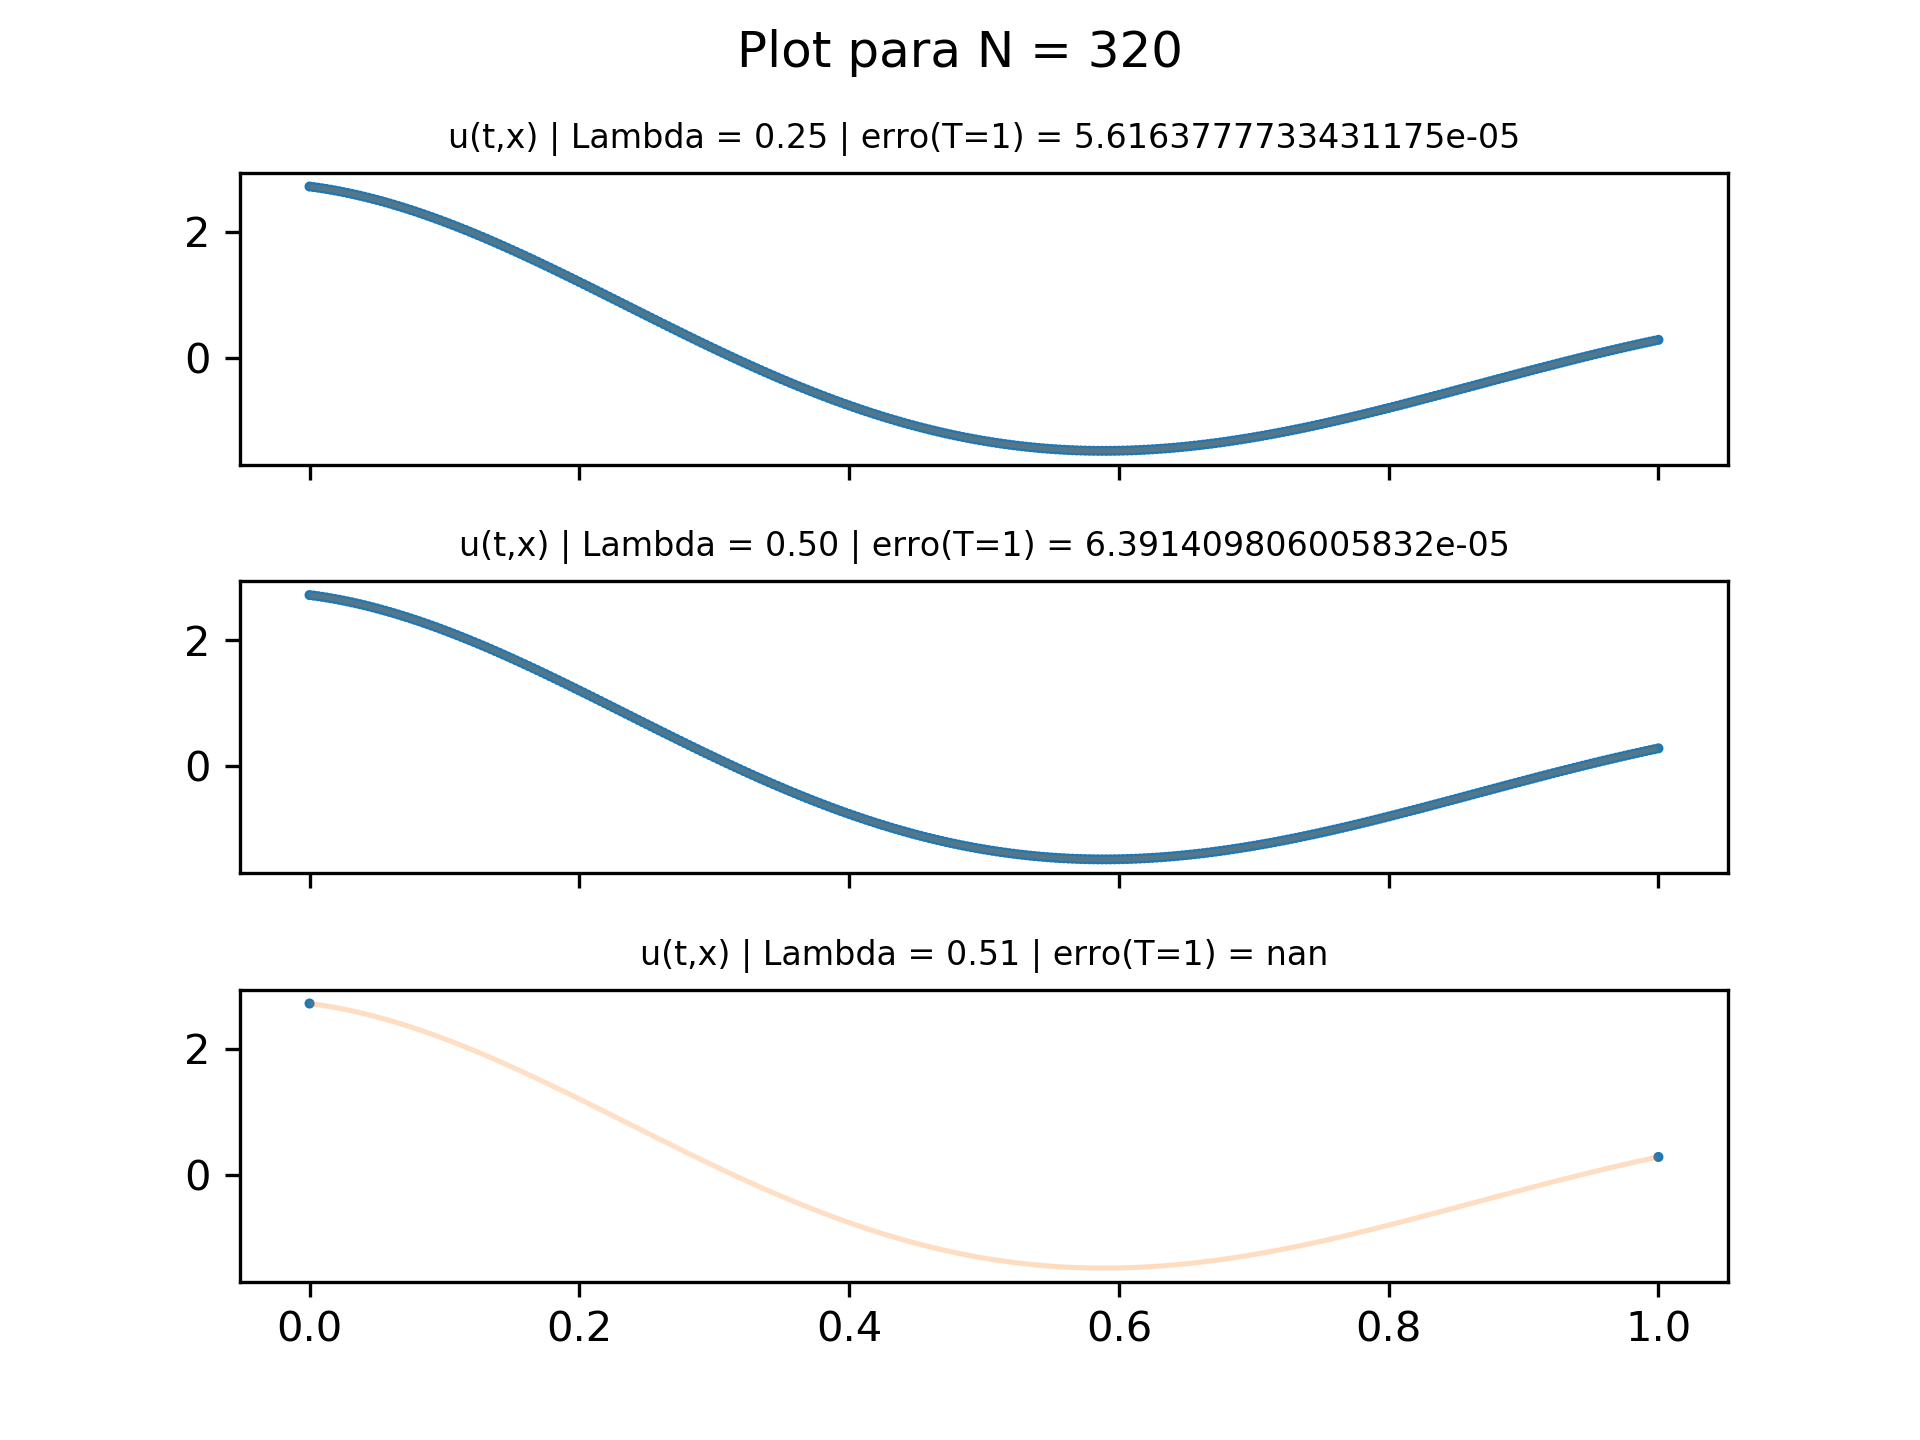 Plot para N = 320
u(t,x) | Lambda = 0.25 | erro(T=1) = 5.6163777733431175e-05
2
0
u(t,x) | Lambda = 0.50 | erro(T=1) = 6.391409806005832e-05
2
0
u(t,x) | Lambda = 0.51 | erro(T=1) = nan
2
0
0.0 0.2 0.4 0.6 0.8 1.0